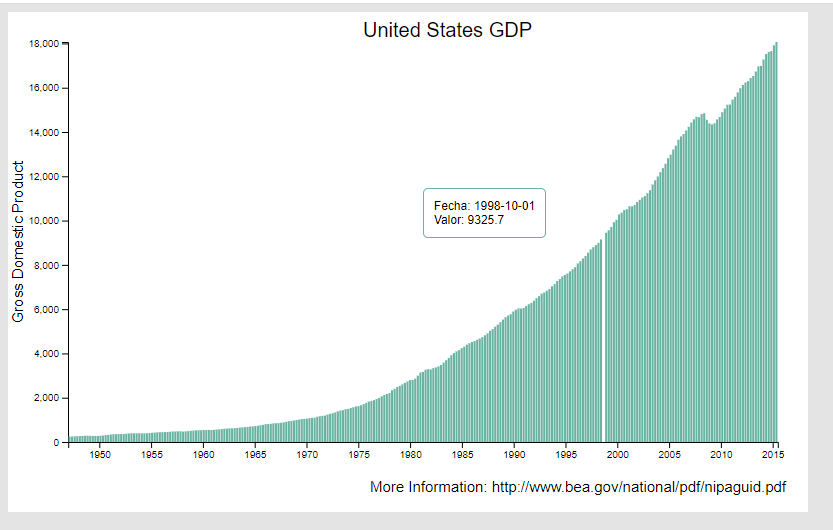 United States GDP
Gross Domestic Product
18,000
16,000
14,000
12,000
10,000
8,000
6,000
4,000
2,000
0
Fecha: 1998-10-01
Valor: 9325.7
1950 1955 1960 1965 1970 1975 1980 1985 1990 1995 2000 2005 2010 2015
More Information: http://www.bea.gov/national/pdf/nipaguid.pdf